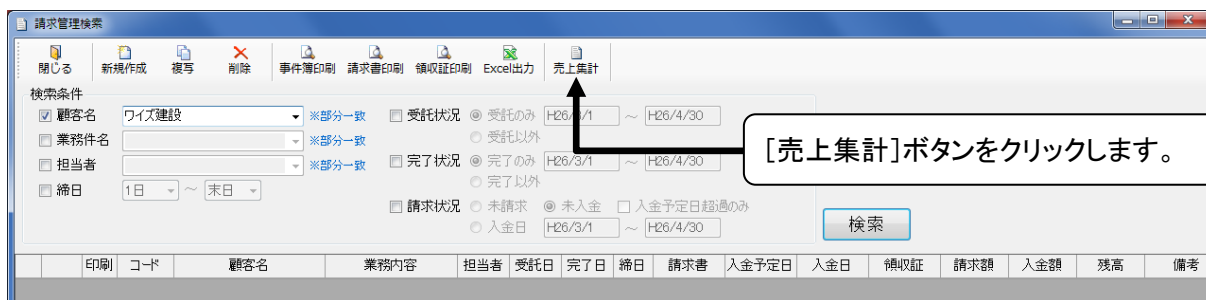 請求管理検索
閉じる 新規作成 複写 削除 事件簿印刷 請求書印刷 領収証印刷 Excel出力 売上集計
検索条件
顧客名 ワイズ建設 ※部分一致 受託状況 受託のみ H26/3/1 ～ H26/4/30
業務件名 ※部分一致 受託以外
担当者 ※部分一致 完了状況 完了のみ H26/3/1 ～ H26/4/30
締日 1日 ～ 末日 完了以外
請求状況 未請求 未入金 入金予定日超過のみ
入金日 H26/3/1 ～ H26/4/30
[売上集計]ボタンをクリックします。
検索
印刷 コード 顧客名 業務内容 担当者 受託日 完了日 締日 請求書 入金予定日 入金日 領収証 請求額 入金額 残高 備考